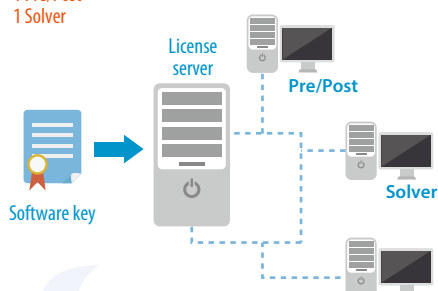 1 Solver
License
server
Pre/Post
Solver
Software key